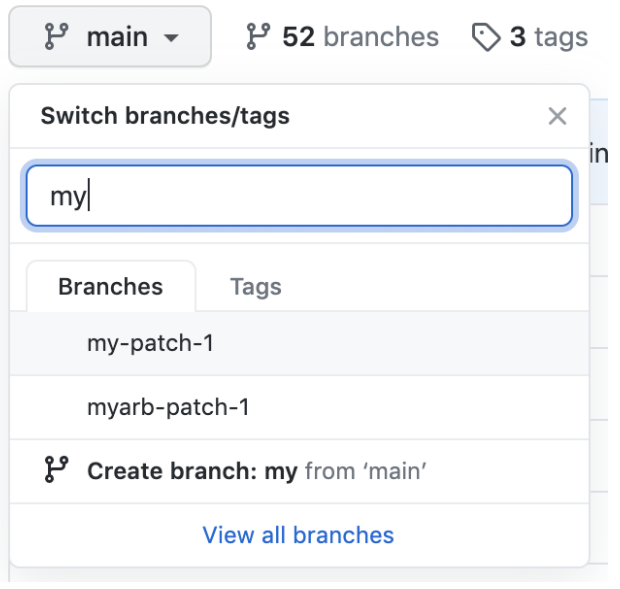 main 52 branches 3 tags
Switch branches/tags
in
my
Branches Tags
my-patch-1
myarb-patch-1
Create branch: my from ‘main’
View all branches